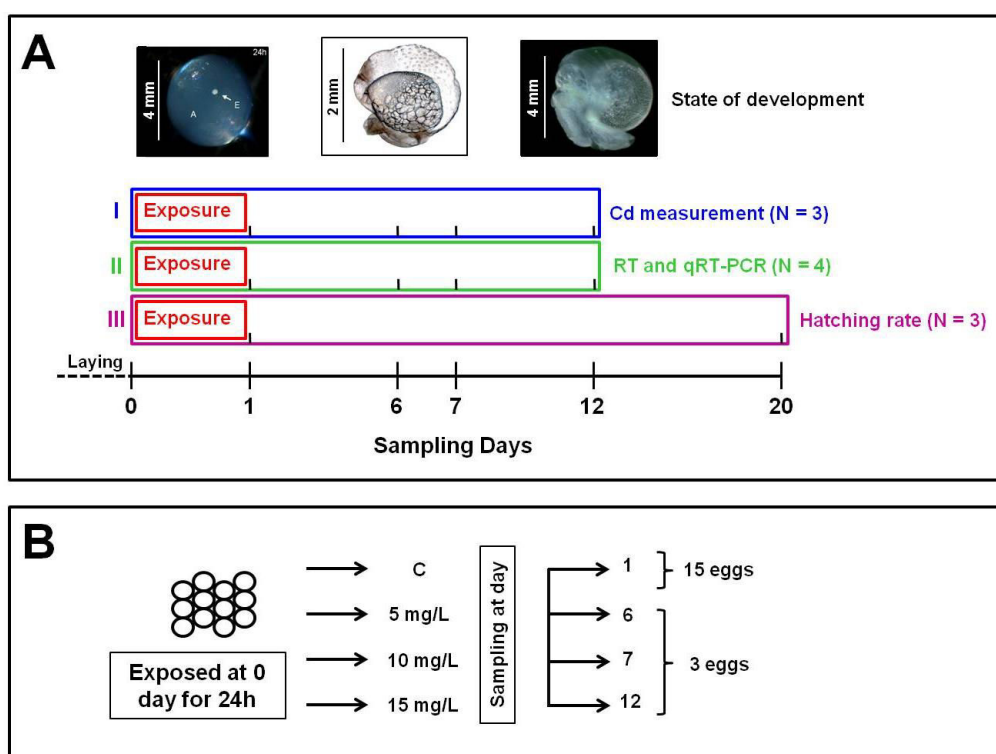 A
24h
4 mm
E
A
2 mm
4 mm
State of development
I
Exposure
Cd measurement (N = 3)
II
Exposure
RT and qRT-PCR (N = 4)
III
Exposure
Hatching rate (N = 3)
Laying
0 1 6 7 12 20
Sampling Days
B
Exposed at 0
day for 24h
C
5 mg/L
10 mg/L
15 mg/L
Sampling at day
1
6
7
12
15 eggs
3 eggs